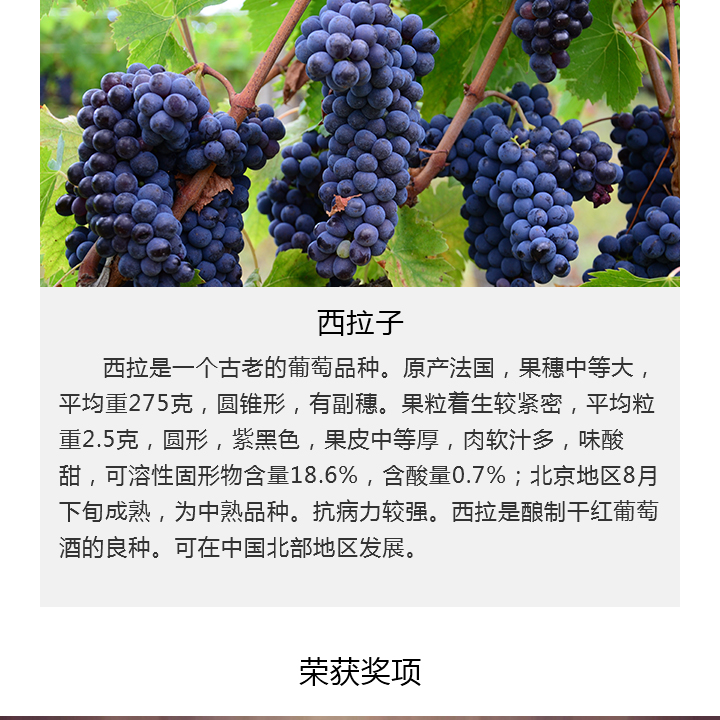 西拉子
西拉是一个古老的葡萄品种。原产法国，果穗中等大，
平均重275克，圆锥形，有副穗。果粒着生较紧密，平均粒
重2.5克，圆形，紫黑色，果皮中等厚，肉软汁多，味酸
甜，可溶性固形物含量18.6%，含酸量0.7%；北京地区8月
下旬成熟，为中熟品种。抗病力较强。西拉是酿制干红葡萄
酒的良种。可在中国北部地区发展。
荣获奖项